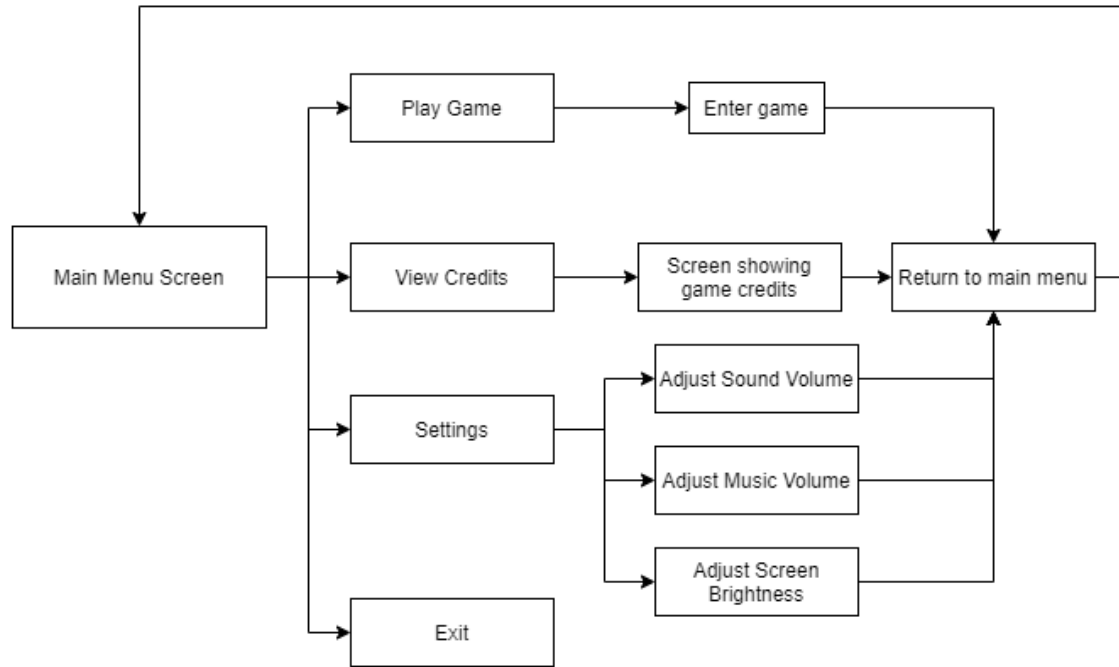 Play Game
Enter game
Main Menu Screen
View Credits
Screen showing
game credits
Return to main menu
Adjust Sound Volume
Settings
Adjust Music Volume
Adjust Screen
Brightness
Exit